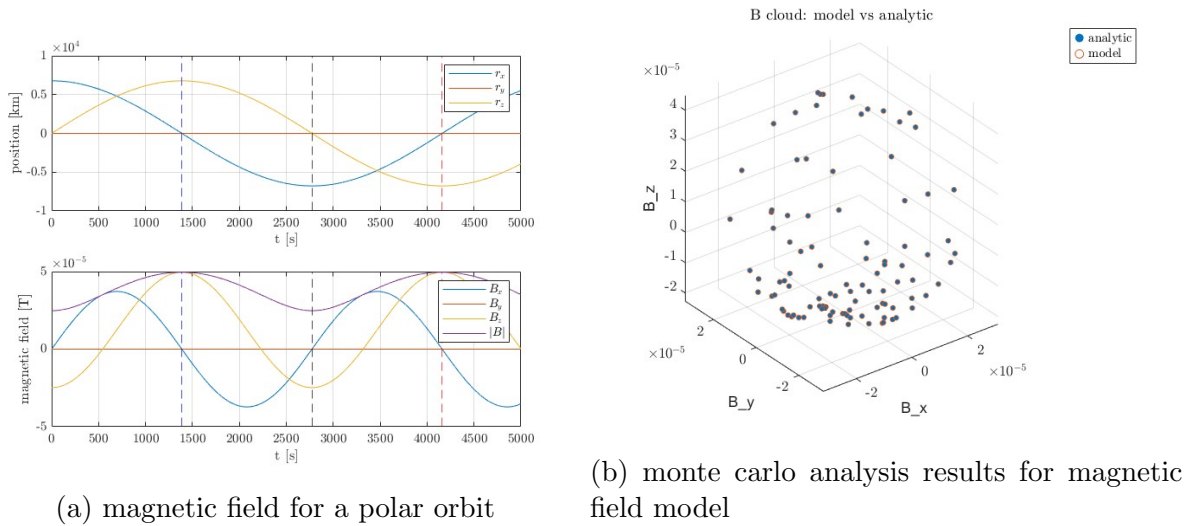 ×10⁴
1
0.5
0
-0.5
-1
position [km]
r_x
r_y
r_z
0 500 1000 1500 2000 2500 3000 3500 4000 4500 5000
t [s]
×10⁻⁵
5
0
-5
magnetic field [T]
B_x
B_y
B_z
|B|
0 500 1000 1500 2000 2500 3000 3500 4000 4500 5000
t [s]
(a) magnetic field for a polar orbit
B cloud: model vs analytic
analytic
model
×10⁻⁵
4
3
2
1
0
-1
-2
B_z
2
0
-2
×10⁻⁵
B_y
-2
0
2
×10⁻⁵
B_x
(b) monte carlo analysis results for magnetic
field model